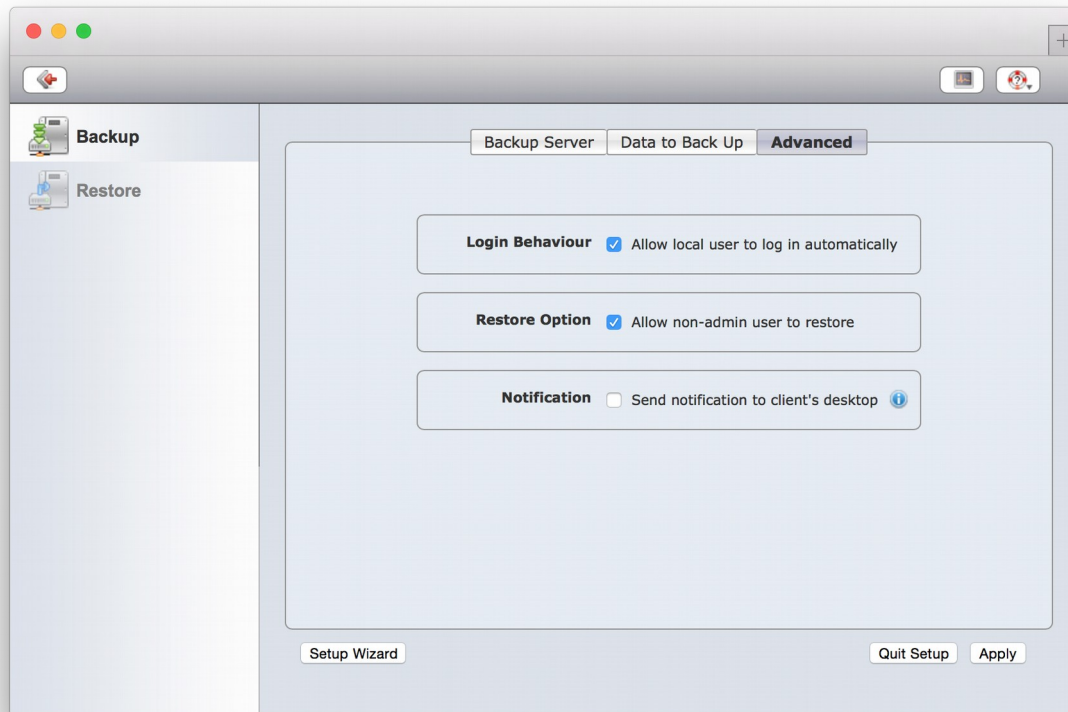 Backup
Restore
Backup Server Data to Back Up Advanced
Login Behaviour Allow local user to log in automatically
Restore Option Allow non-admin user to restore
Notification Send notification to client's desktop
Setup Wizard Quit Setup Apply